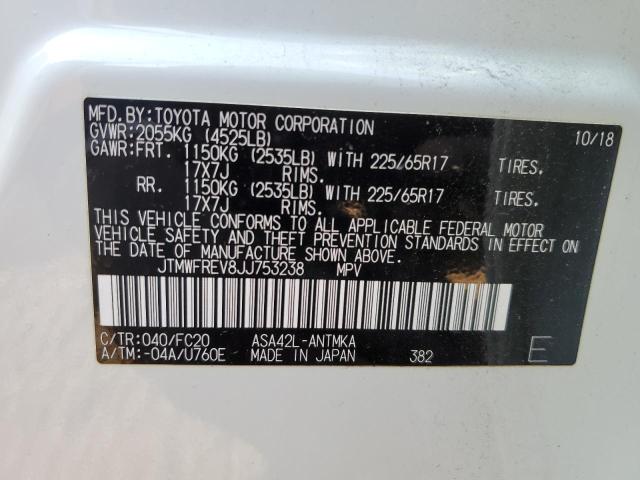 MFD.BY:TOYOTA MOTOR CORPORATION 10/18
GVWR:2055KG (4525LB)
GAWR:FRT. 1150KG (2535LB) WITH 225/65R17 TIRES.
17X7J RIMS.
RR. 1150KG (2535LB) WITH 225/65R17 TIRES.
17X7J RIMS.
THIS VEHICLE CONFORMS TO ALL APPLICABLE FEDERAL MOTOR
VEHICLE SAFETY AND THEFT PREVENTION STANDARDS IN EFFECT ON
THE DATE OF MANUFACTURE SHOWN ABOVE.
JTMWFREV8JJ753238 MPV
C/TR:040/FC20 ASA42L-ANTMKA
A/TM:-04A/U760E MADE IN JAPAN 382 E